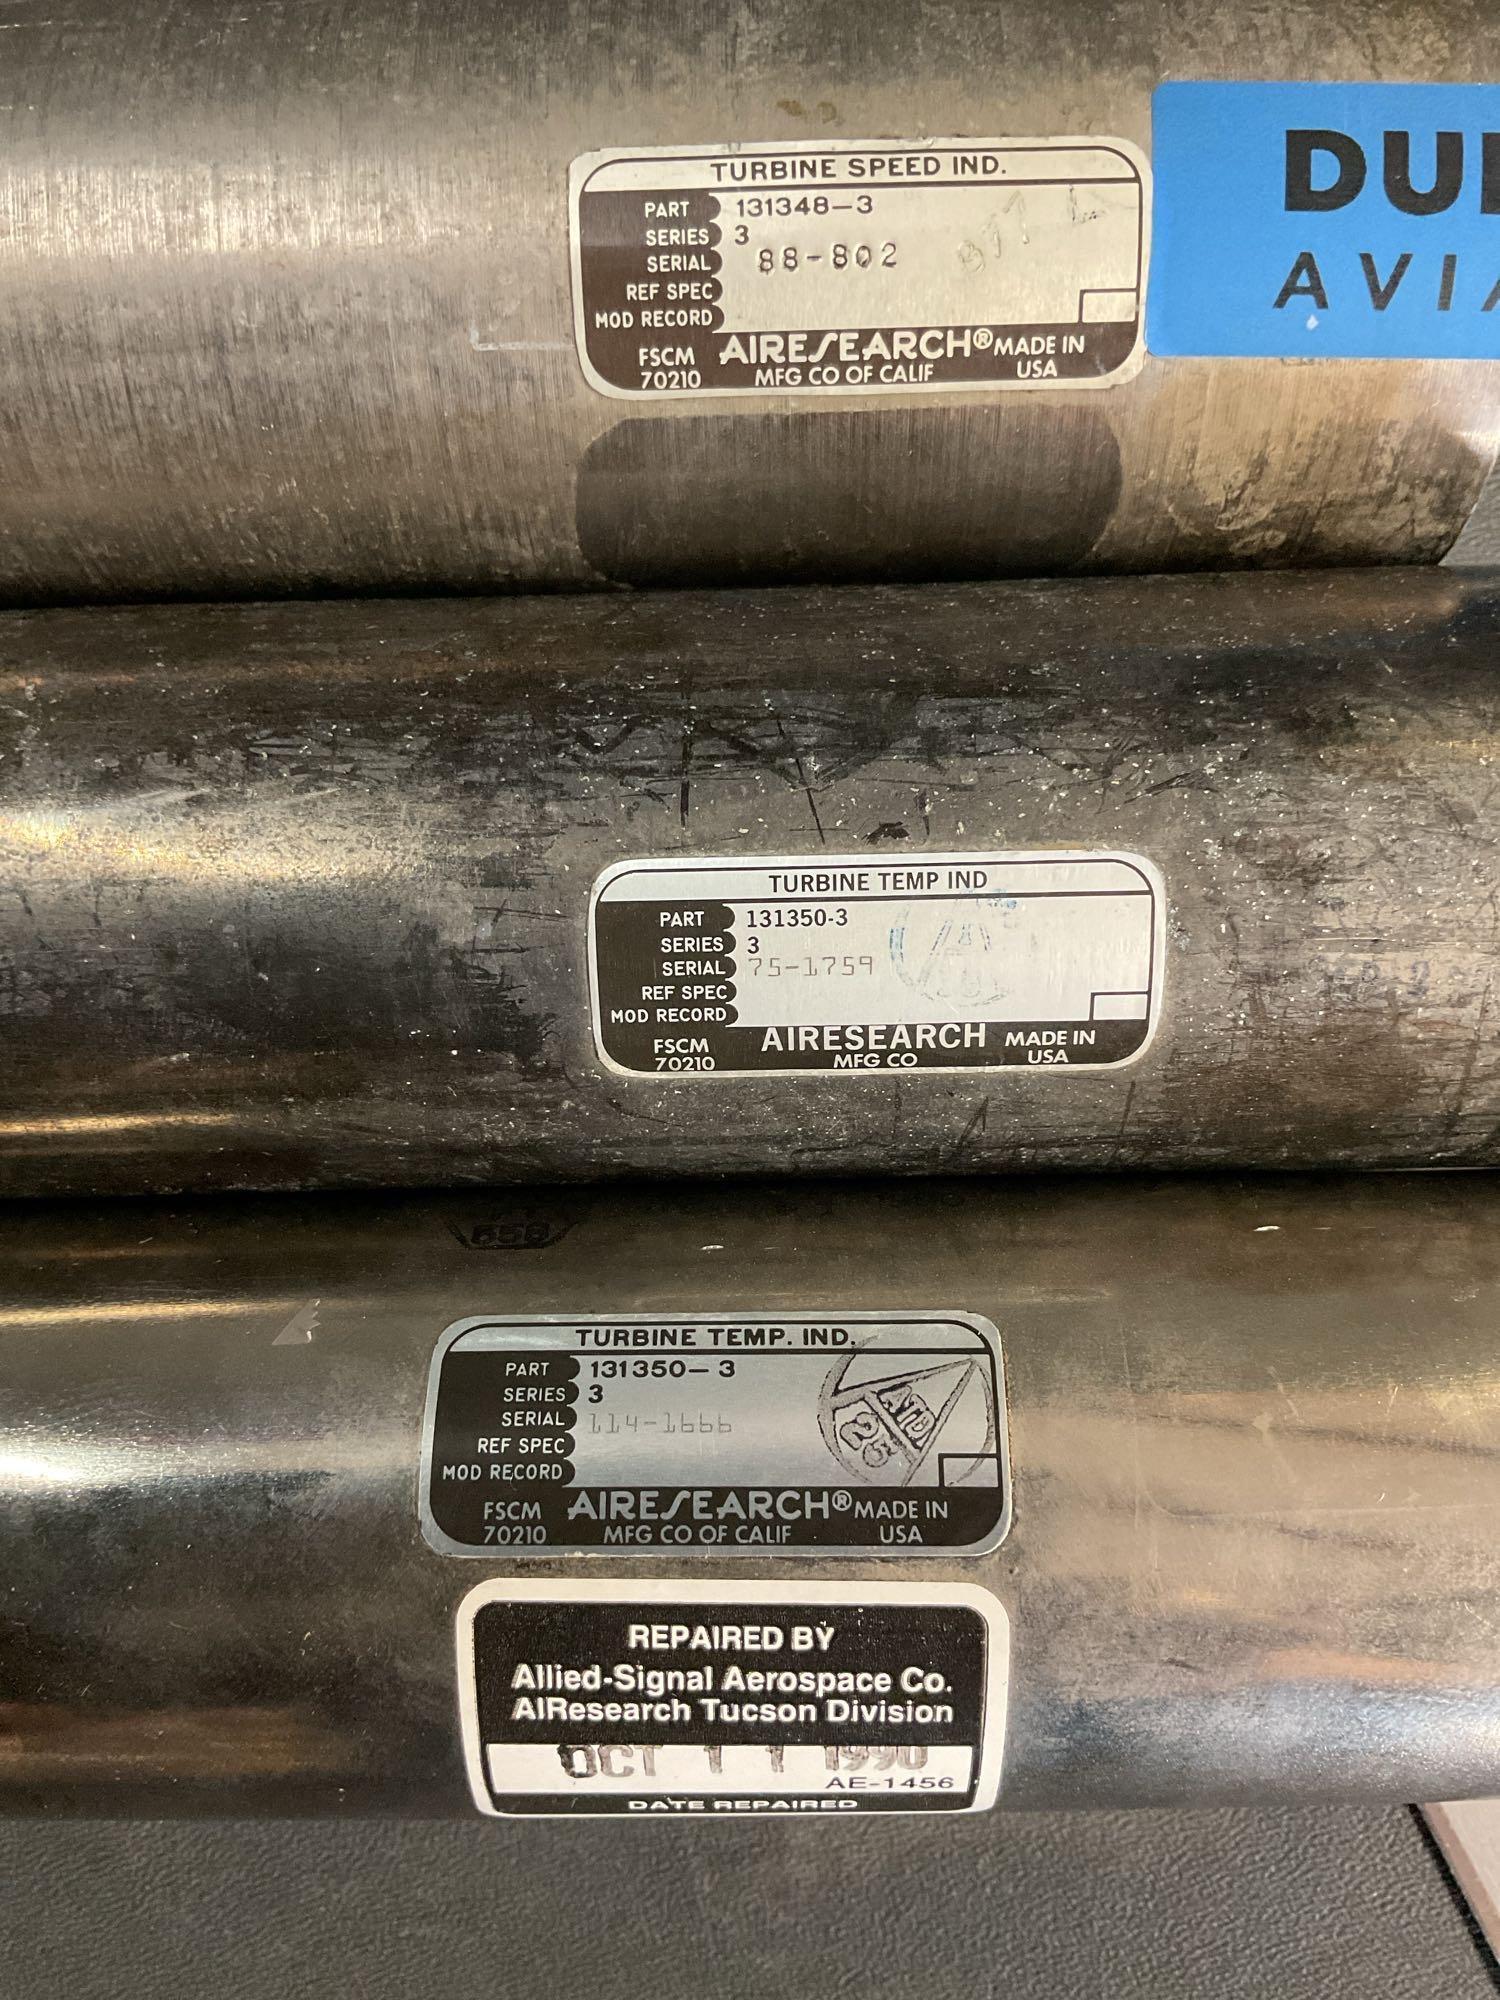 TURBINE SPEED IND.
PART 131348-3
SERIES 3
SERIAL 88-802
REF SPEC
MOD RECORD
FSCM 70210
AIRESEARCH®
MFG CO OF CALIF
MADE IN USA
DU
AVI
TURBINE TEMP IND
PART 131350-3
SERIES 3
SERIAL 75-1759
REF SPEC
MOD RECORD
FSCM 70210
AIRESEARCH
MFG CO
MADE IN USA
658
TURBINE TEMP. IND.
PART 131350-3
SERIES 3
SERIAL 114-1666
REF SPEC
MOD RECORD
25
FSCM 70210
AIRESEARCH®
MFG CO OF CALIF
MADE IN USA
REPAIRED BY
Allied-Signal Aerospace Co.
AIResearch Tucson Division
OCT 11 1990
AE-1456
DATE REPAIRED